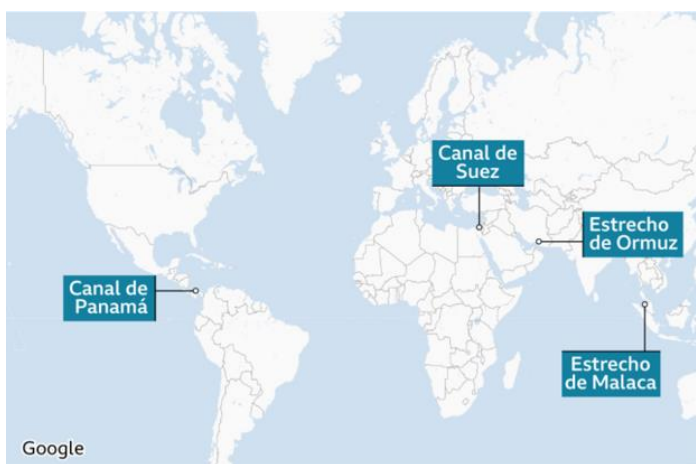 Canal de
Suez
Estrecho
de Ormuz
Canal de
Panamá
Estrecho
de Malaca
Google